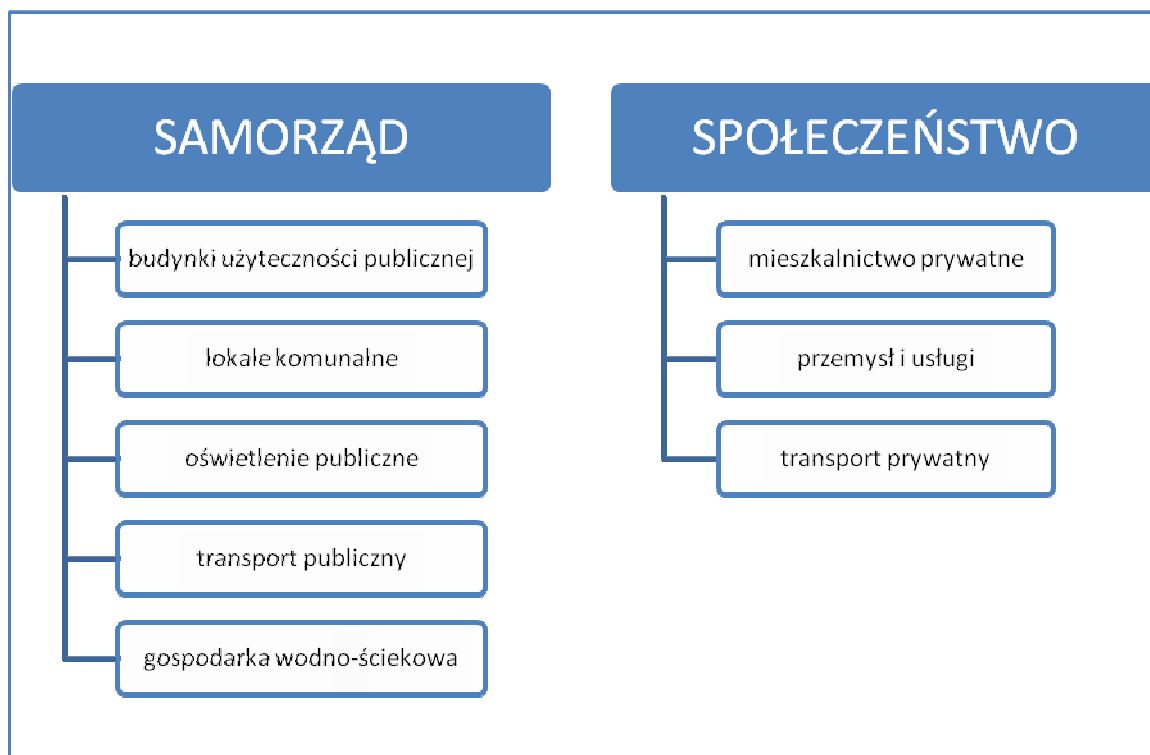 SAMORZĄD
budynki użyteczności publicznej
lokale komunalne
oświetlenie publiczne
transport publiczny
gospodarka wodno-ściekowa
SPOŁECZEŃSTWO
mieszkalnictwo prywatne
przemysł i usługi
transport prywatny